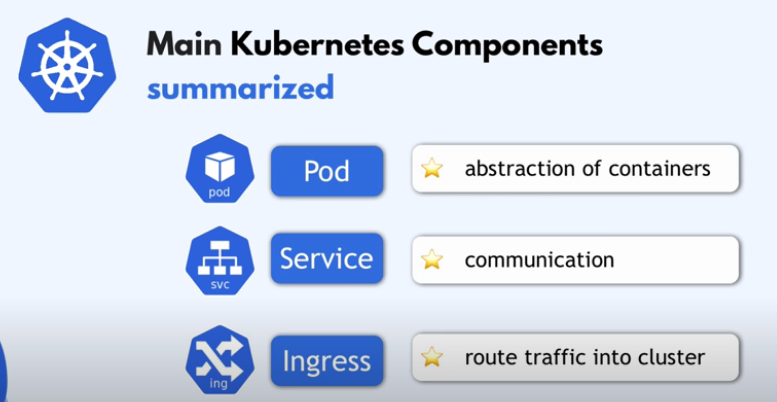 Main Kubernetes Components
summarized
pod
Pod
abstraction of containers
svc
Service
communication
ing
Ingress
route traffic into cluster